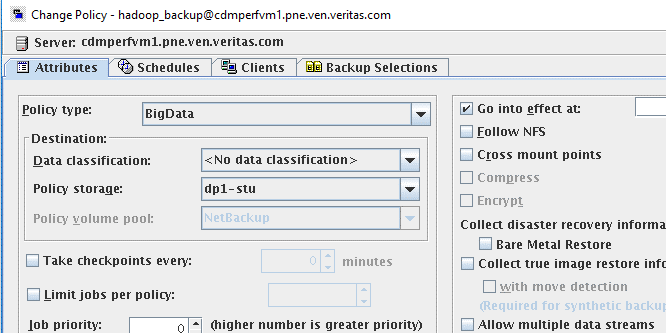 Change Policy - hadoop_backup@cdmperfvm1.pne.ven.veritas.com
Server: cdmperfvm1.pne.ven.veritas.com
Attributes Schedules Clients Backup Selections
Policy type: BigData
Destination:
Data classification: <No data classification>
Policy storage: dp1-stu
Policy volume pool: NetBackup
Take checkpoints every: 0 minutes
Limit jobs per policy:
Job priority: 0 (higher number is greater priority)
Go into effect at:
Follow NFS
Cross mount points
Compress
Encrypt
Collect disaster recovery informa
Bare Metal Restore
Collect true image restore info
with move detection
(Required for synthetic backup
Allow multiple data streams